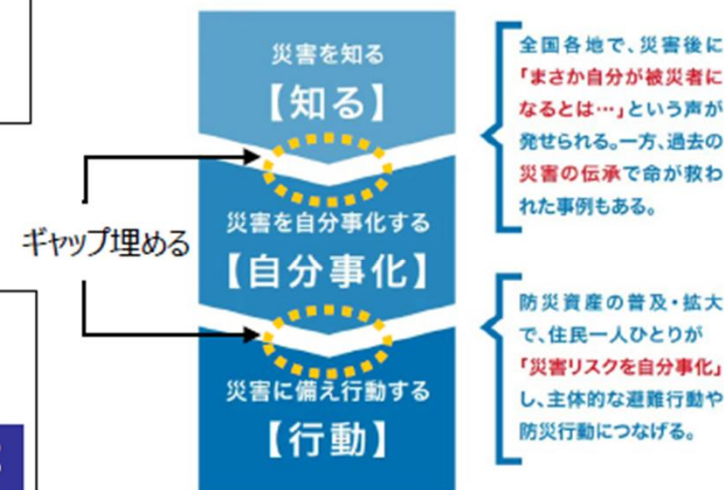 災害を知る
【知る】
災害を自分事化する
【自分事化】
災害に備え行動する
【行動】
ギャップ埋める
全国各地で、災害後に
「まさか自分が被災者に
なるとは…」という声が
発せられる。一方、過去の
災害の伝承で命が救わ
れた事例もある。
防災資産の普及・拡大
で、住民一人ひとりが
「災害リスクを自分事化」
し、主体的な避難行動や
防災行動につなげる。